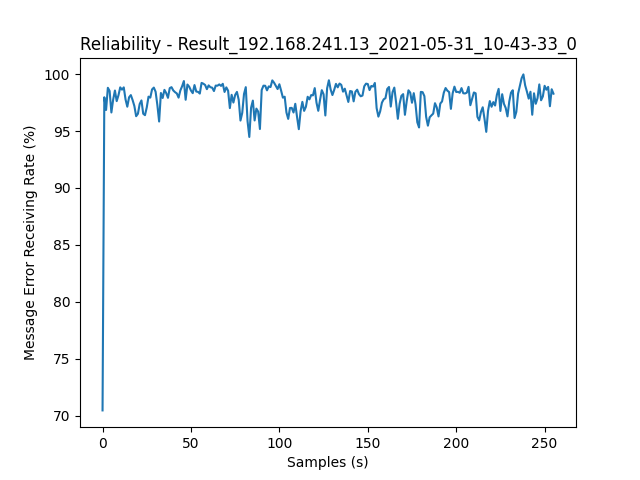 Reliability - Result_192.168.241.13_2021-05-31_10-43-33_0
Message Error Receiving Rate (%)
100
95
90
85
80
75
70
0 50 100 150 200 250
Samples (s)